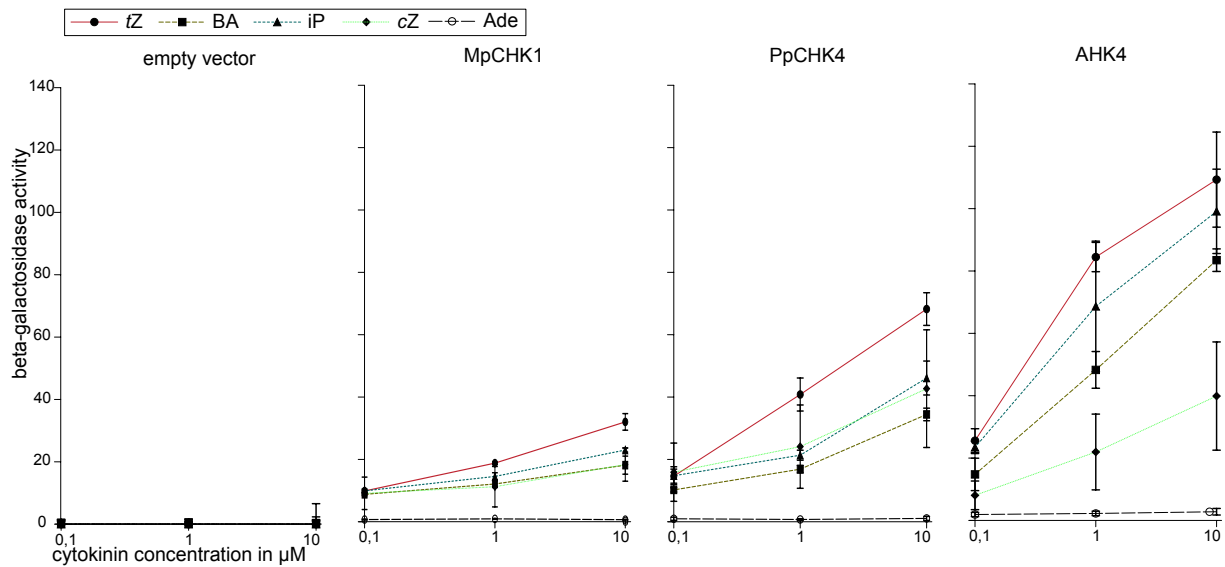 tZ BA iP cZ Ade
empty vector MpCHK1 PpCHK4 AHK4
beta-galactosidase activity
140
120
100
80
60
40
20
0
0,1 1 10 0,1 1 10 0,1 1 10 0,1 1 10
cytokinin concentration in µM